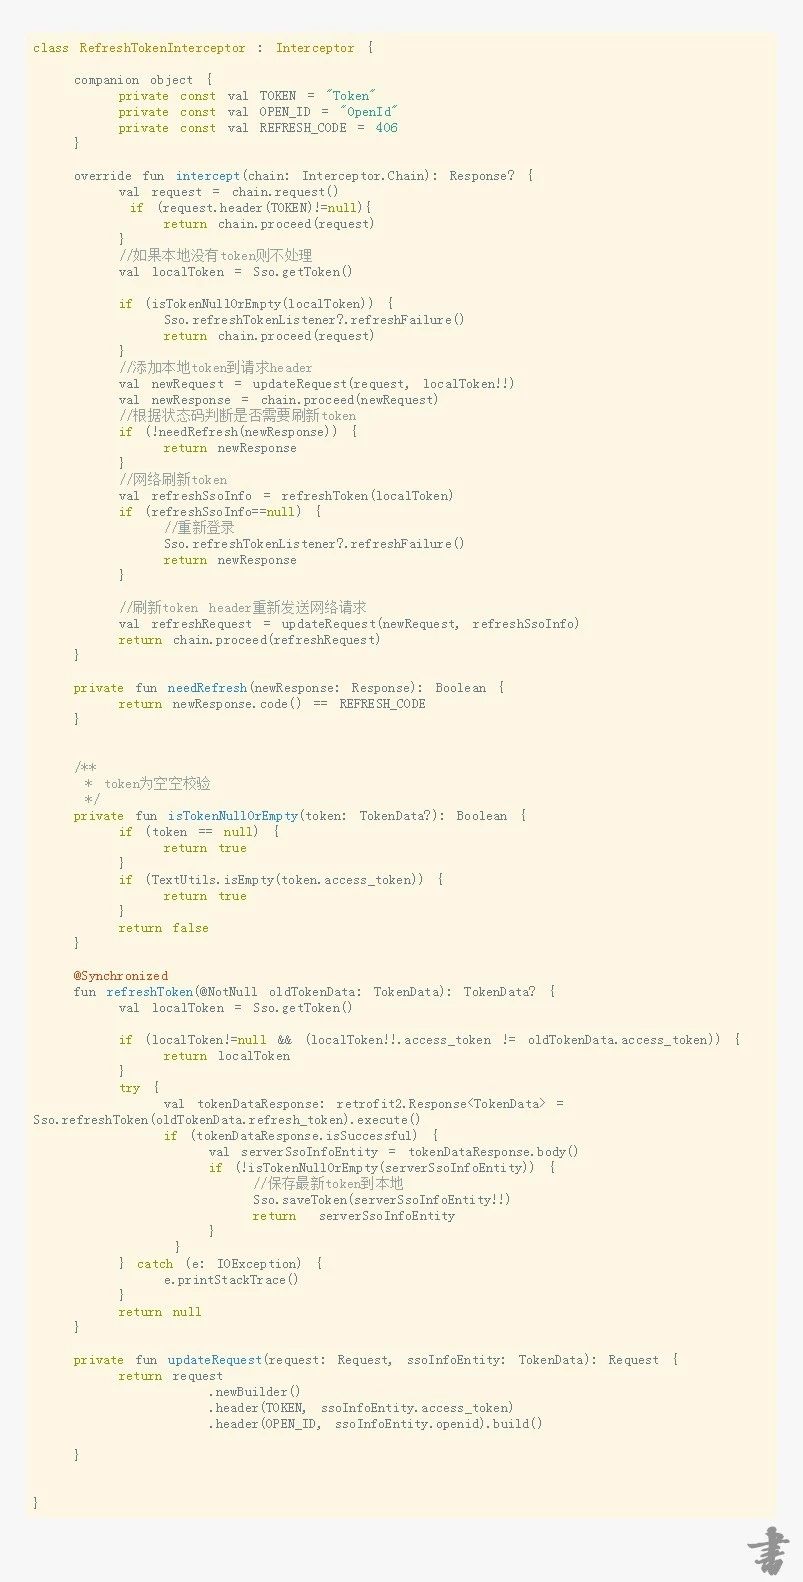 class RefreshTokenInterceptor : Interceptor {
companion object {
private const val TOKEN = "Token"
private const val OPEN_ID = "OpenId"
private const val REFRESH_CODE = 406
}
override fun intercept(chain: Interceptor.Chain): Response? {
val request = chain.request()
if (request.header(TOKEN)!=null){
return chain.proceed(request)
}
//如果本地没有token则不处理
val localToken = Sso.getToken()
if (isTokenNullOrEmpty(localToken)) {
Sso.refreshTokenListener?.refreshFailure()
return chain.proceed(request)
}
//添加本地token到请求header
val newRequest = updateRequest(request, localToken!!)
val newResponse = chain.proceed(newRequest)
//根据状态码判断是否需要刷新token
if (!needRefresh(newResponse)) {
return newResponse
}
//网络刷新token
val refreshSsoInfo = refreshToken(localToken)
if (refreshSsoInfo==null) {
//重新登录
Sso.refreshTokenListener?.refreshFailure()
return newResponse
}
//刷新token header重新发送网络请求
val refreshRequest = updateRequest(newRequest, refreshSsoInfo)
return chain.proceed(refreshRequest)
}
private fun needRefresh(newResponse: Response): Boolean {
return newResponse.code() == REFRESH_CODE
}
/**
* token为空空校验
*/
private fun isTokenNullOrEmpty(token: TokenData?): Boolean {
if (token == null) {
return true
}
if (TextUtils.isEmpty(token.access_token)) {
return true
}
return false
}
@Synchronized
fun refreshToken(@NotNull oldTokenData: TokenData): TokenData? {
val localToken = Sso.getToken()
if (localToken!=null && (localToken!!.access_token != oldTokenData.access_token)) {
return localToken
}
try {
val tokenDataResponse: retrofit2.Response<TokenData> =
Sso.refreshToken(oldTokenData.refresh_token).execute()
if (tokenDataResponse.isSuccessful) {
val serverSsoInfoEntity = tokenDataResponse.body()
if (!isTokenNullOrEmpty(serverSsoInfoEntity)) {
//保存最新token到本地
Sso.saveToken(serverSsoInfoEntity!!)
return serverSsoInfoEntity
}
}
} catch (e: IOException) {
e.printStackTrace()
}
return null
}
private fun updateRequest(request: Request, ssoInfoEntity: TokenData): Request {
return request
.newBuilder()
.header(TOKEN, ssoInfoEntity.access_token)
.header(OPEN_ID, ssoInfoEntity.openid).build()
}
}
書